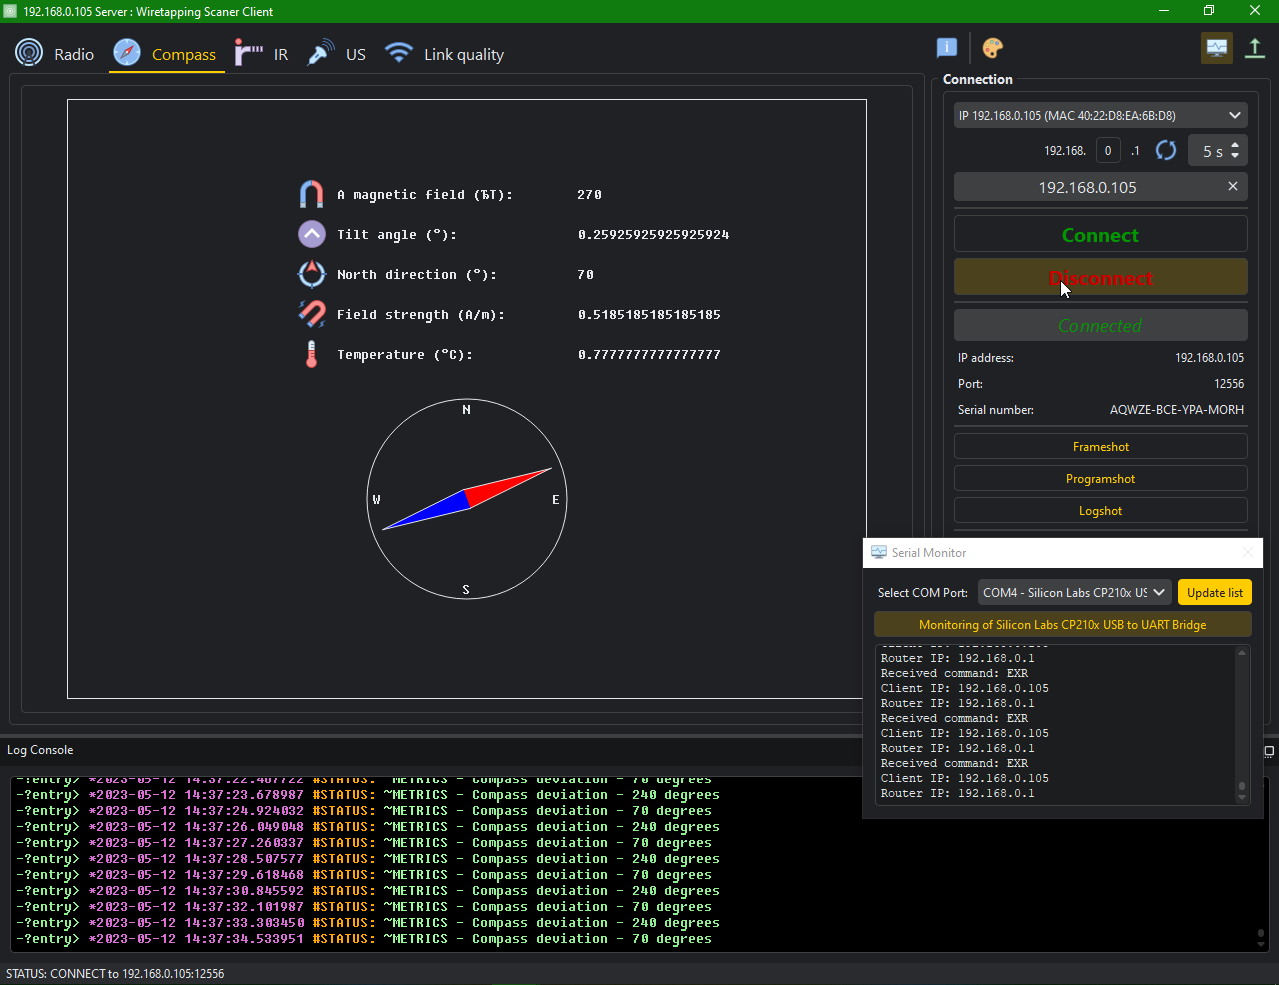 192.168.0.105 Server : Wiretapping Scaner Client
Radio
Compass
IR
US
Link quality
Connection
IP 192.168.0.105 (MAC 40:22:D8:EA:6B:D8)
192.168. 0 .1 5 s
192.168.0.105
Connect
Disconnect
Connected
IP address: 192.168.0.105
Port: 12556
Serial number: AQWZE-BCE-YPA-MORH
Frameshot
Programshot
Logshot
A magnetic field (ЂT): 270
Tilt angle (°): 0.25925925925925924
North direction (°): 70
Field strength (A/m): 0.5185185185185185
Temperature (°C): 0.7777777777777777
N
W
E
S
Serial Monitor
Select COM Port: COM4 - Silicon Labs CP210x US Update list
Monitoring of Silicon Labs CP210x USB to UART Bridge
Router IP: 192.168.0.1
Received command: EXR
Client IP: 192.168.0.105
Router IP: 192.168.0.1
Received command: EXR
Client IP: 192.168.0.105
Router IP: 192.168.0.1
Received command: EXR
Client IP: 192.168.0.105
Router IP: 192.168.0.1
Log Console
-?entry> *2023-05-12 14:37:22.407722 #STATUS: ~METRICS - Compass deviation - 70 degrees
-?entry> *2023-05-12 14:37:23.678987 #STATUS: ~METRICS - Compass deviation - 240 degrees
-?entry> *2023-05-12 14:37:24.924032 #STATUS: ~METRICS - Compass deviation - 70 degrees
-?entry> *2023-05-12 14:37:26.049048 #STATUS: ~METRICS - Compass deviation - 240 degrees
-?entry> *2023-05-12 14:37:27.260337 #STATUS: ~METRICS - Compass deviation - 70 degrees
-?entry> *2023-05-12 14:37:28.507577 #STATUS: ~METRICS - Compass deviation - 240 degrees
-?entry> *2023-05-12 14:37:29.618468 #STATUS: ~METRICS - Compass deviation - 70 degrees
-?entry> *2023-05-12 14:37:30.845592 #STATUS: ~METRICS - Compass deviation - 240 degrees
-?entry> *2023-05-12 14:37:32.101987 #STATUS: ~METRICS - Compass deviation - 70 degrees
-?entry> *2023-05-12 14:37:33.303450 #STATUS: ~METRICS - Compass deviation - 240 degrees
-?entry> *2023-05-12 14:37:34.533951 #STATUS: ~METRICS - Compass deviation - 70 degrees
STATUS: CONNECT to 192.168.0.105:12556